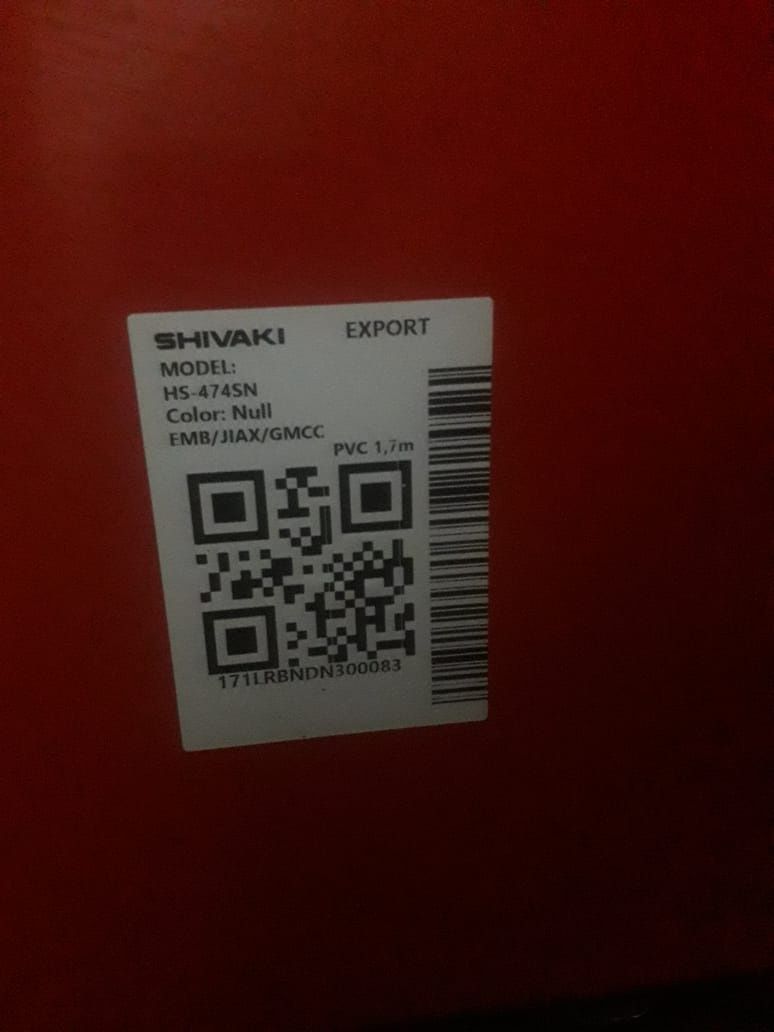 SHIVAKI EXPORT
MODEL:
HS-474SN
Color: Null
EMB/JIAX/GMCC
PVC 1,7m
171LRBNDN300083